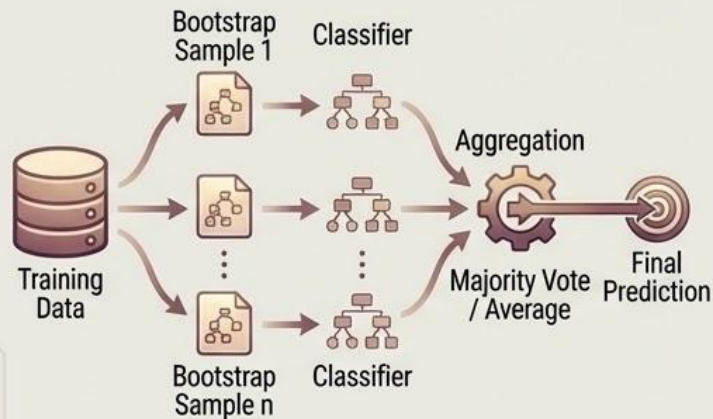 Bootstrap
Sample 1
Classifier
Aggregation
Training
Data
Majority Vote
/ Average
Final
Prediction
Bootstrap
Sample n
Classifier